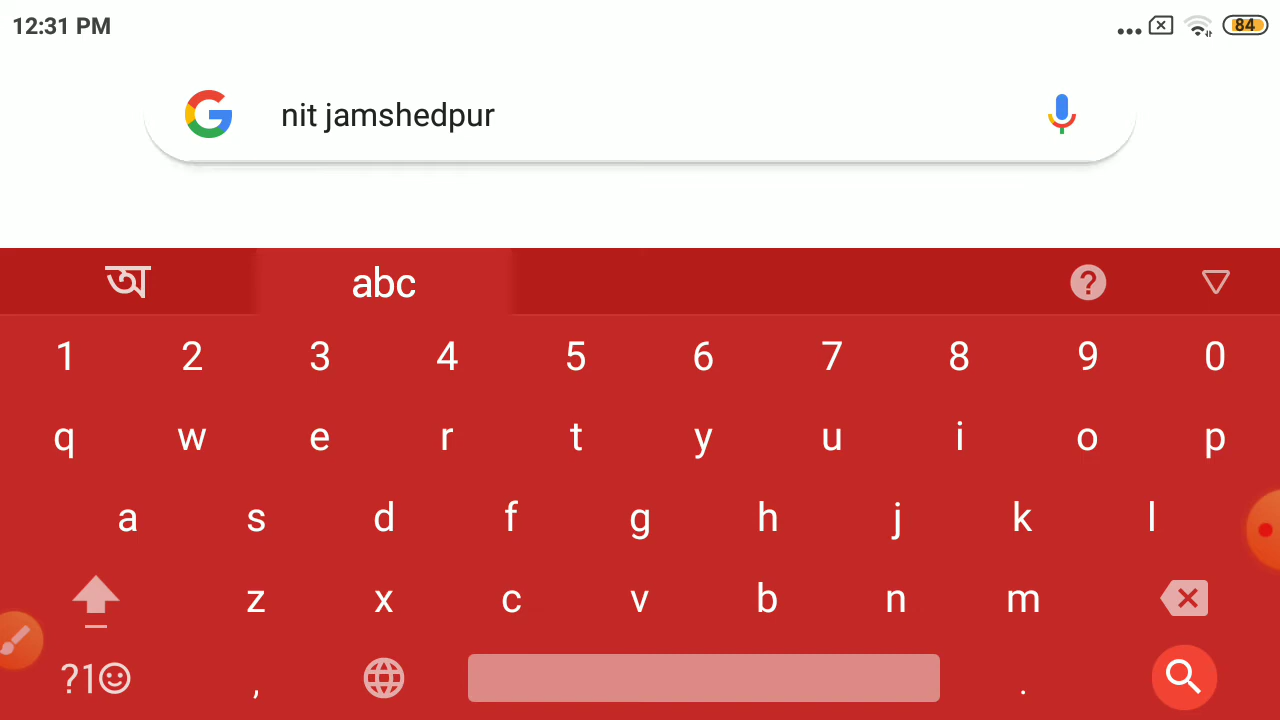 12:31 PM
84
nit jamshedpur
অ abc ?
1 2 3 4 5 6 7 8 9 0
q w e r t y u i o p
a s d f g h j k l
z x c v b n m
?1☺ , .